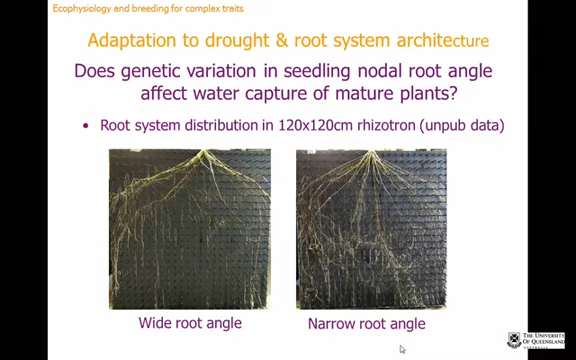 Ecophysiology and breeding for complex traits
Adaptation to drought & root system architecture
Does genetic variation in seedling nodal root angle
affect water capture of mature plants?
• Root system distribution in 120x120cm rhizotron (unpub data)
Wide root angle
Narrow root angle
THE UNIVERSITY
OF QUEENSLAND
AUSTRALIA